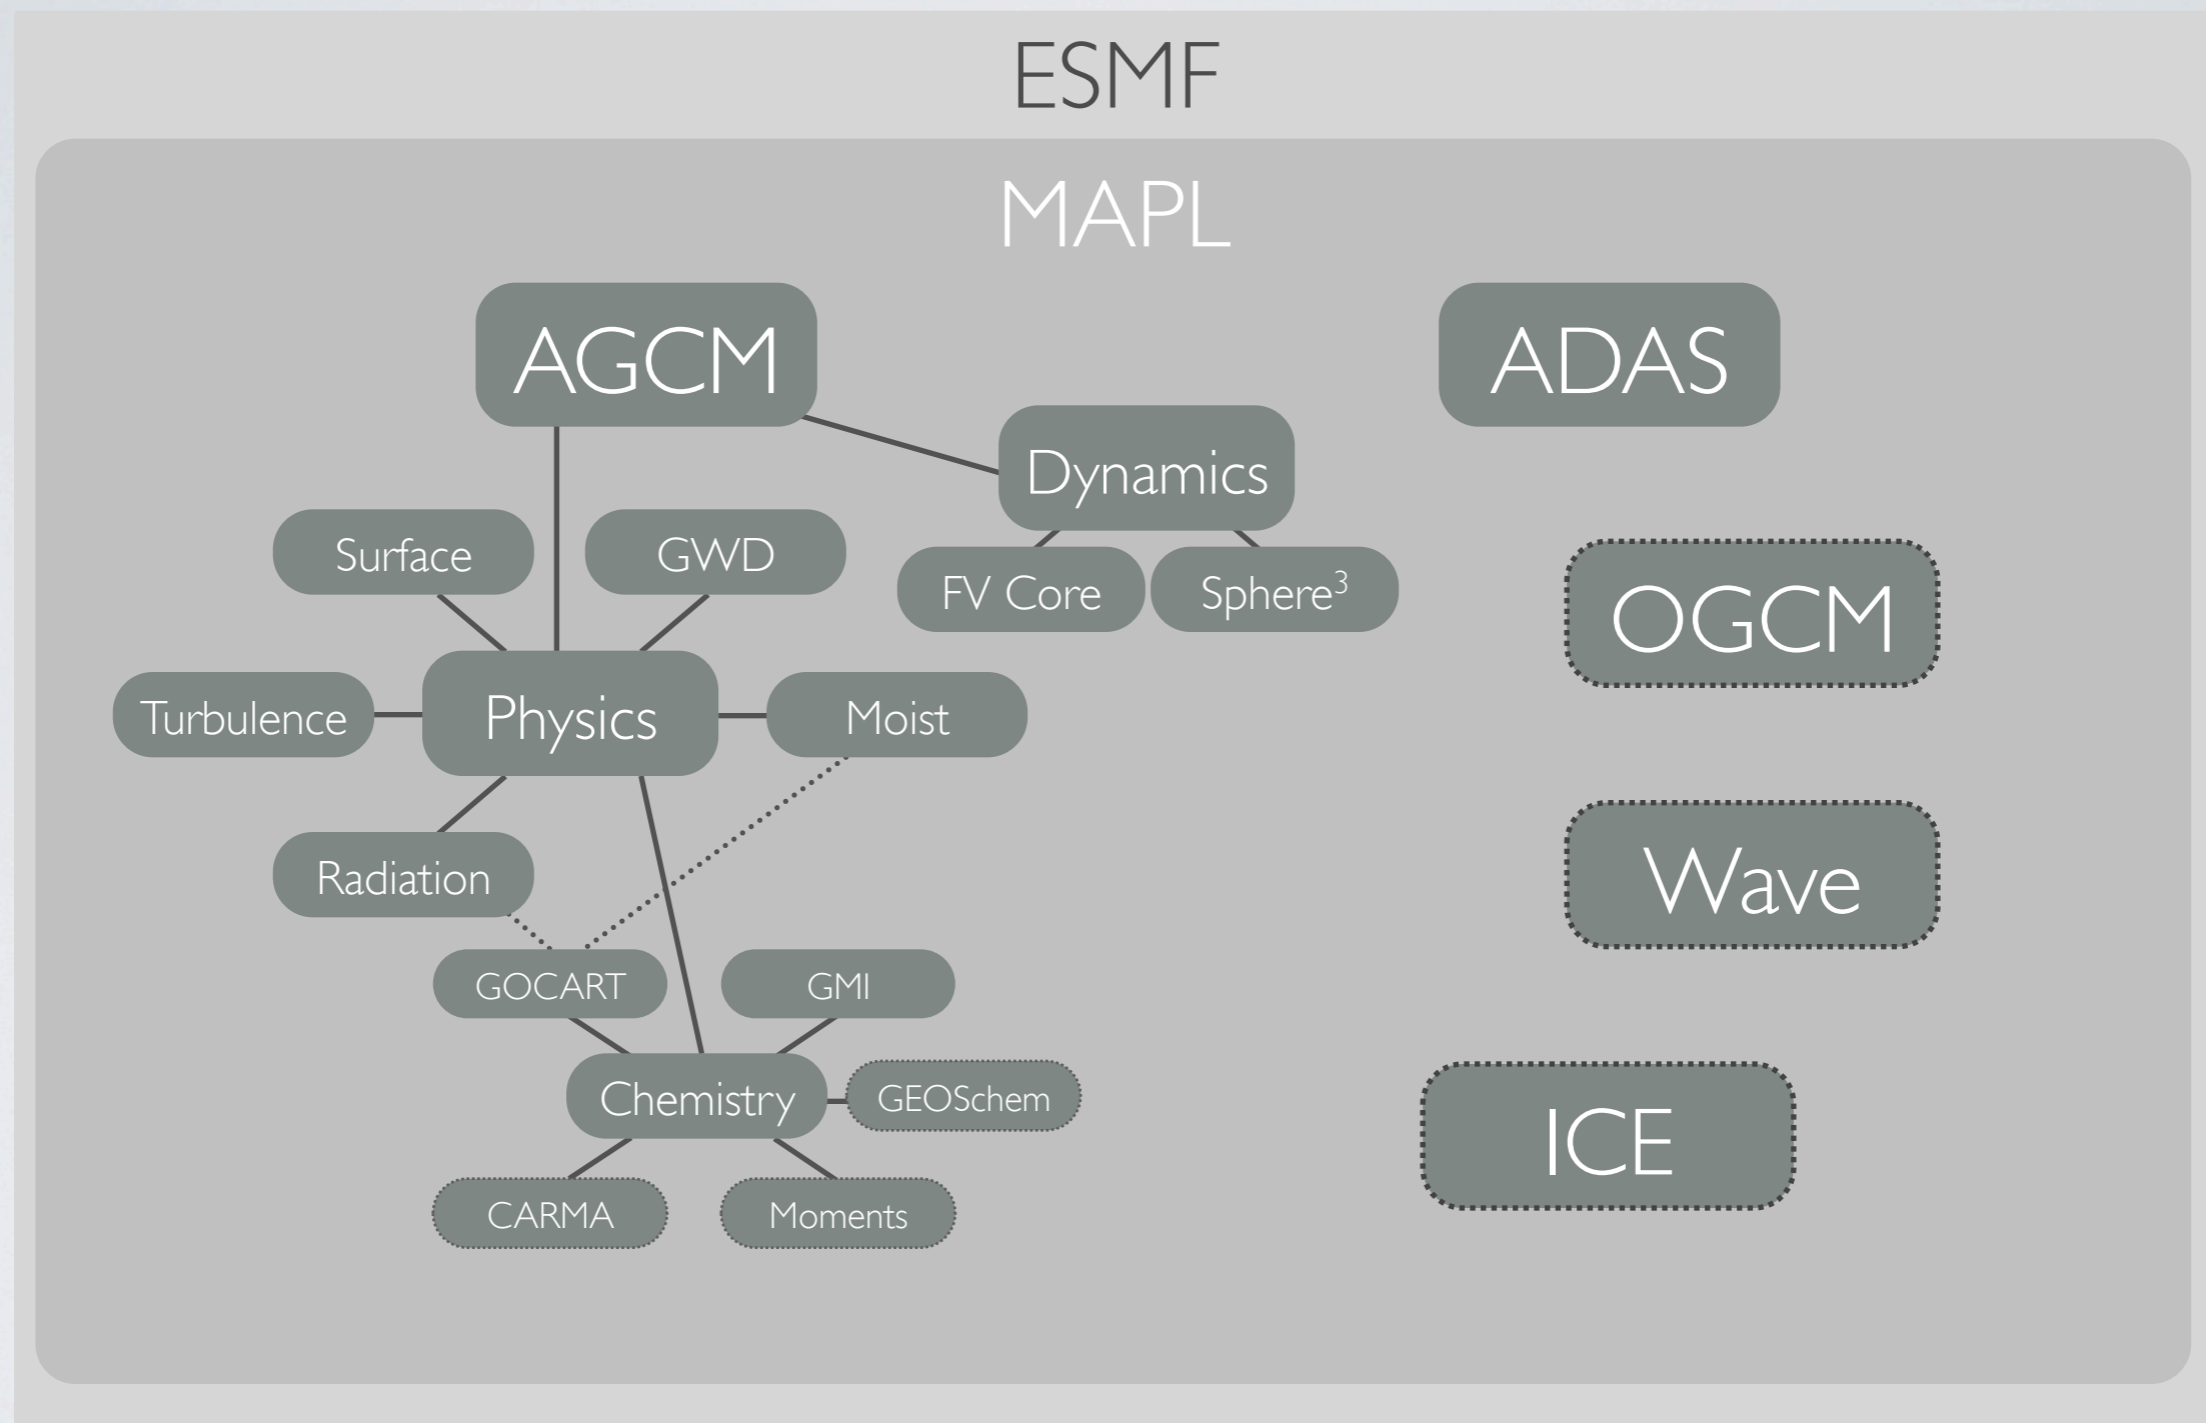 ESMF
MAPL
AGCM
ADAS
Dynamics
Surface
GWD
FV Core
Sphere³
OGCM
Turbulence
Physics
Moist
Radiation
Wave
GOCART
GMI
Chemistry
GEOSchem
ICE
CARMA
Moments